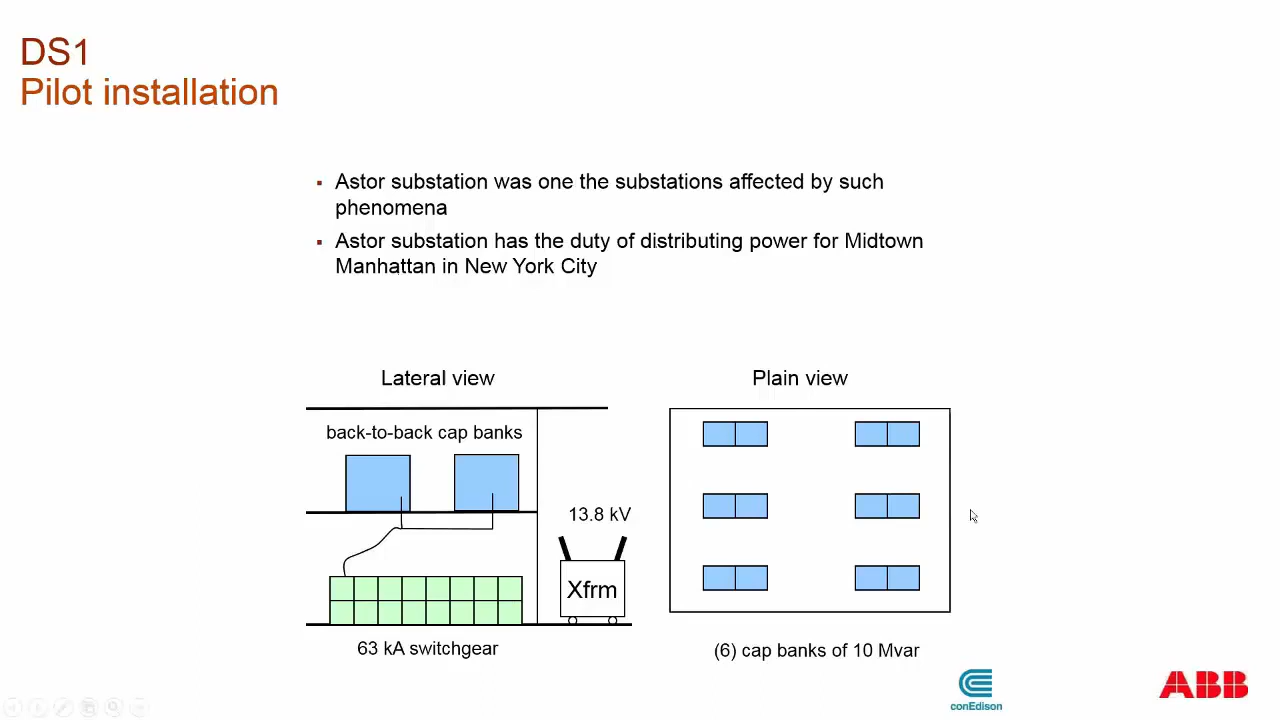 DS1
Pilot installation
▪ Astor substation was one the substations affected by such
phenomena
▪ Astor substation has the duty of distributing power for Midtown
Manhattan in New York City
Lateral view
Plain view
back-to-back cap banks
13.8 kV
Xfrm
63 kA switchgear
(6) cap banks of 10 Mvar
conEdison
ABB